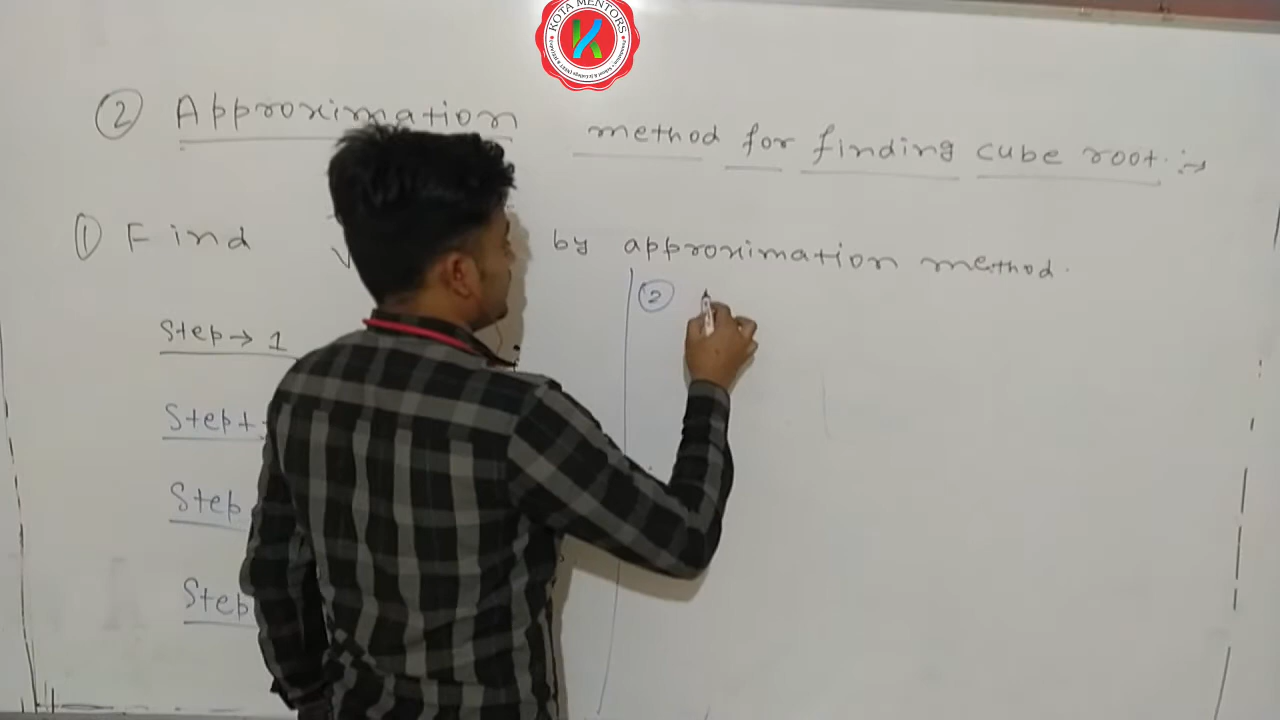 KOTA MENTORS
② Approximation method for finding cube root :→
① Find by approximation method.
②
Step → 1
Step
Step
Step